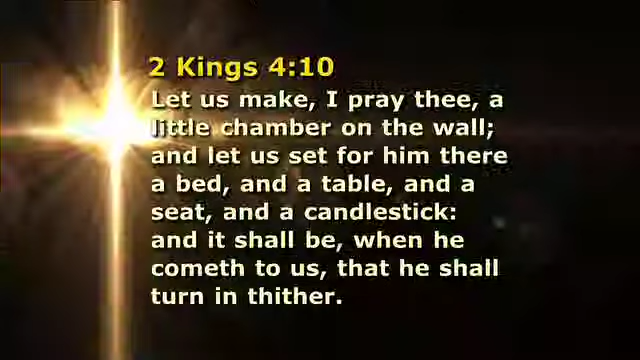 2 Kings 4:10
Let us make, I pray thee, a
little chamber on the wall;
and let us set for him there
a bed, and a table, and a
seat, and a candlestick:
and it shall be, when he
cometh to us, that he shall
turn in thither.